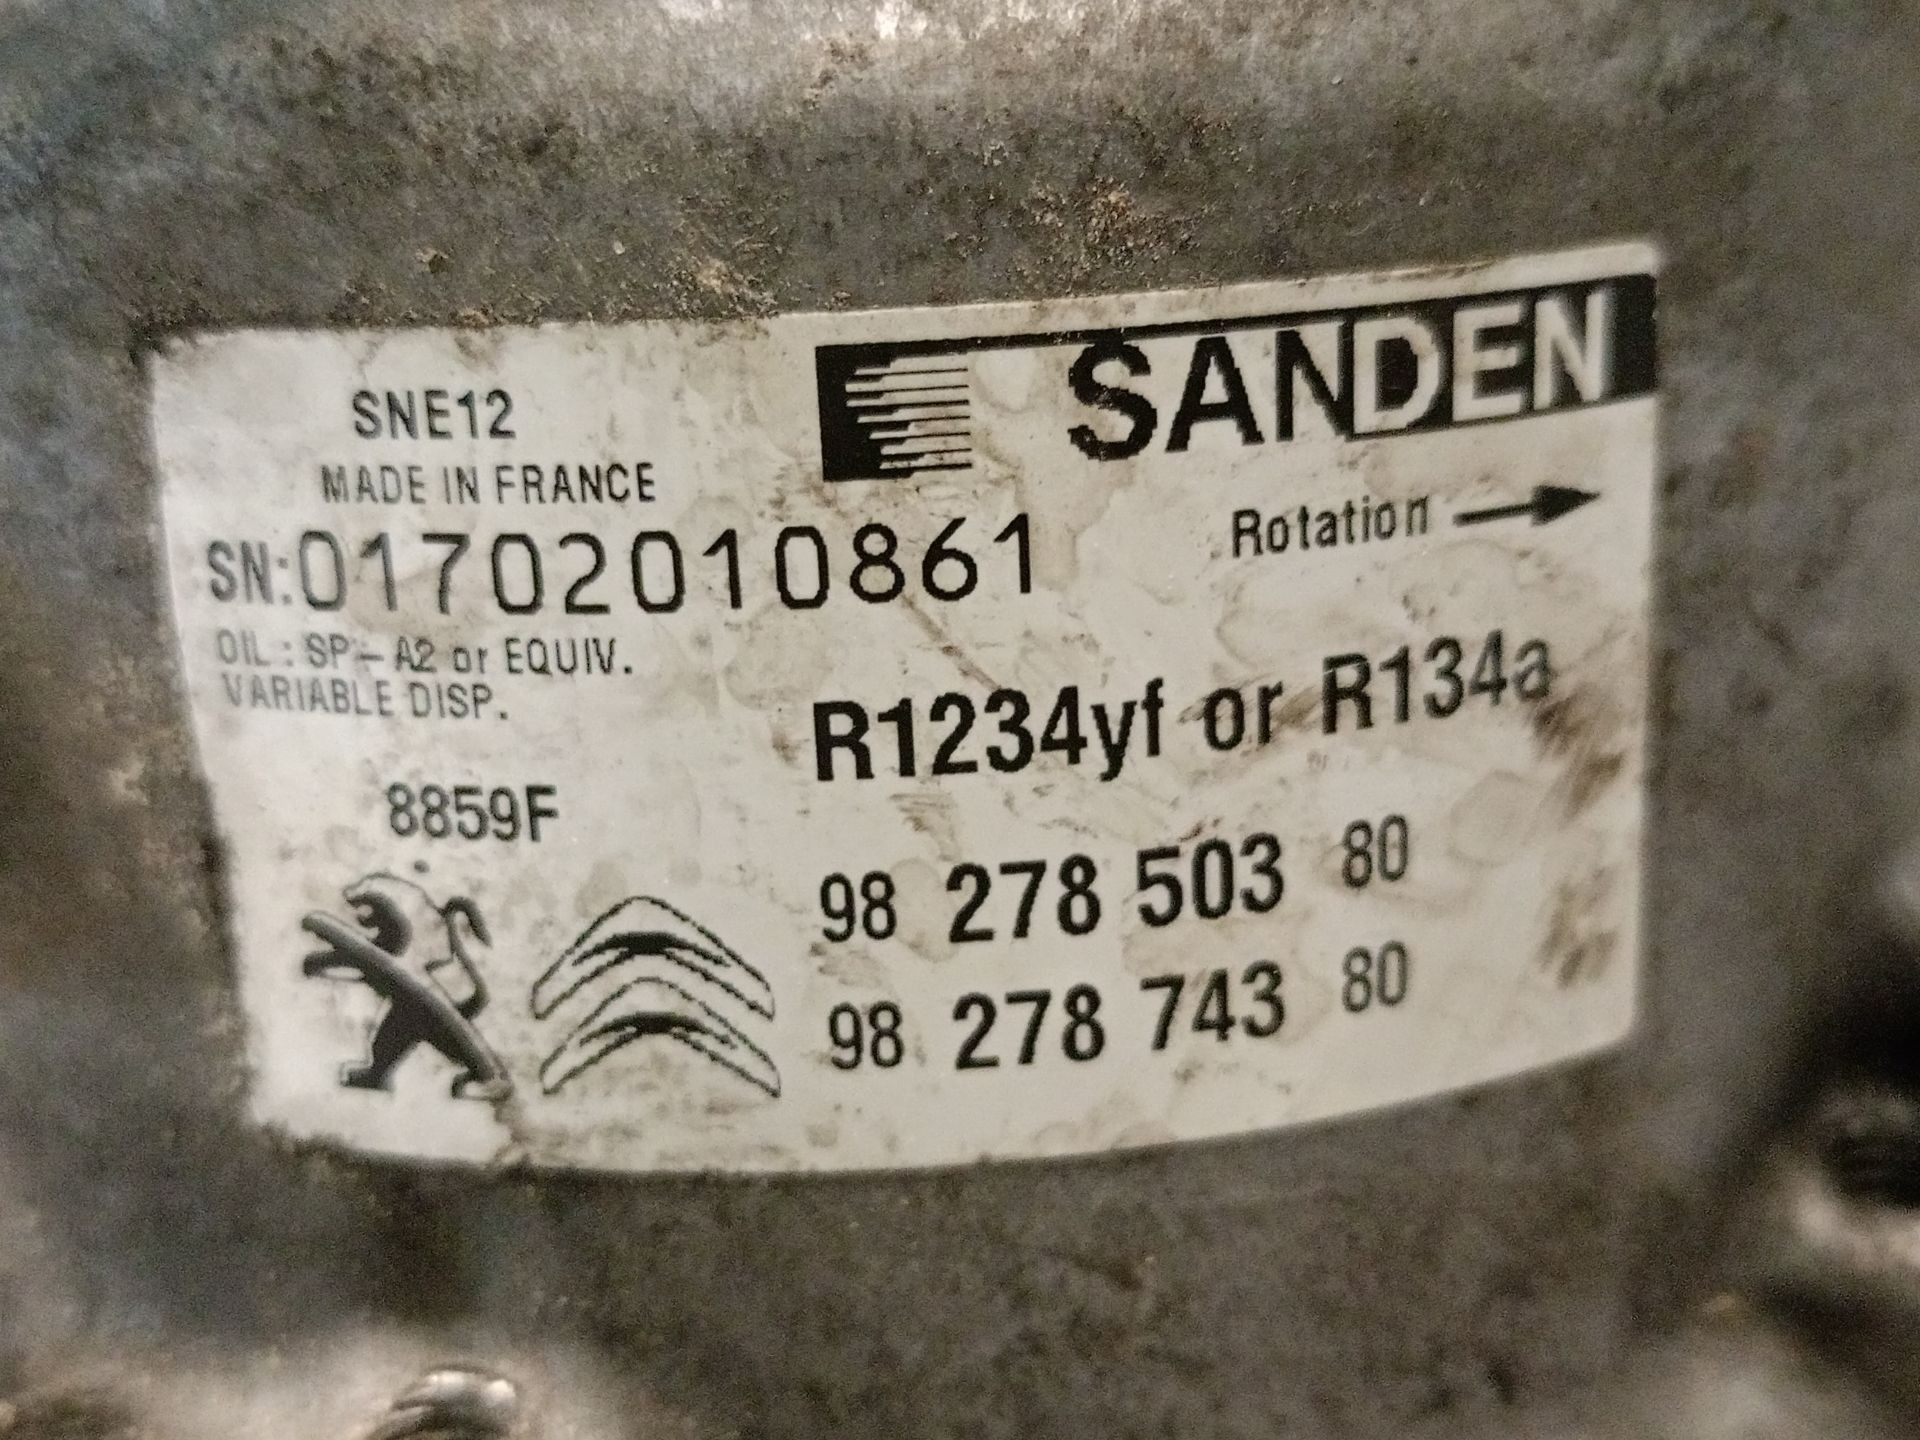 SANDEN
SNE12
MADE IN FRANCE
Rotation
SN:01702010861
OIL : SP-A2 or EQUIV.
VARIABLE DISP.
R1234yf or R134a
8859F
98 278 503 80
98 278 743 80